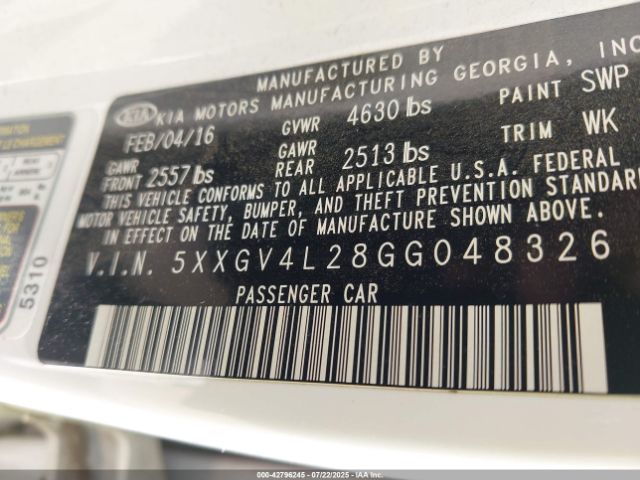 MANUFACTURED BY
KIA KIA MOTORS MANUFACTURING GEORGIA, INC
FEB/04/16 GVWR 4630 lbs PAINT SWP
GAWR FRONT 2557 lbs GAWR REAR 2513 lbs TRIM WK
THIS VEHICLE CONFORMS TO ALL APPLICABLE U.S.A. FEDERAL
MOTOR VEHICLE SAFETY, BUMPER, AND THEFT PREVENTION STANDAR
IN EFFECT ON THE DATE OF MANUFACTURE SHOWN ABOVE.
V.I.N. 5XXGV4L28GG048326
PASSENGER CAR
5310
000-42796245 - 07/22/2025 - IAA Inc.